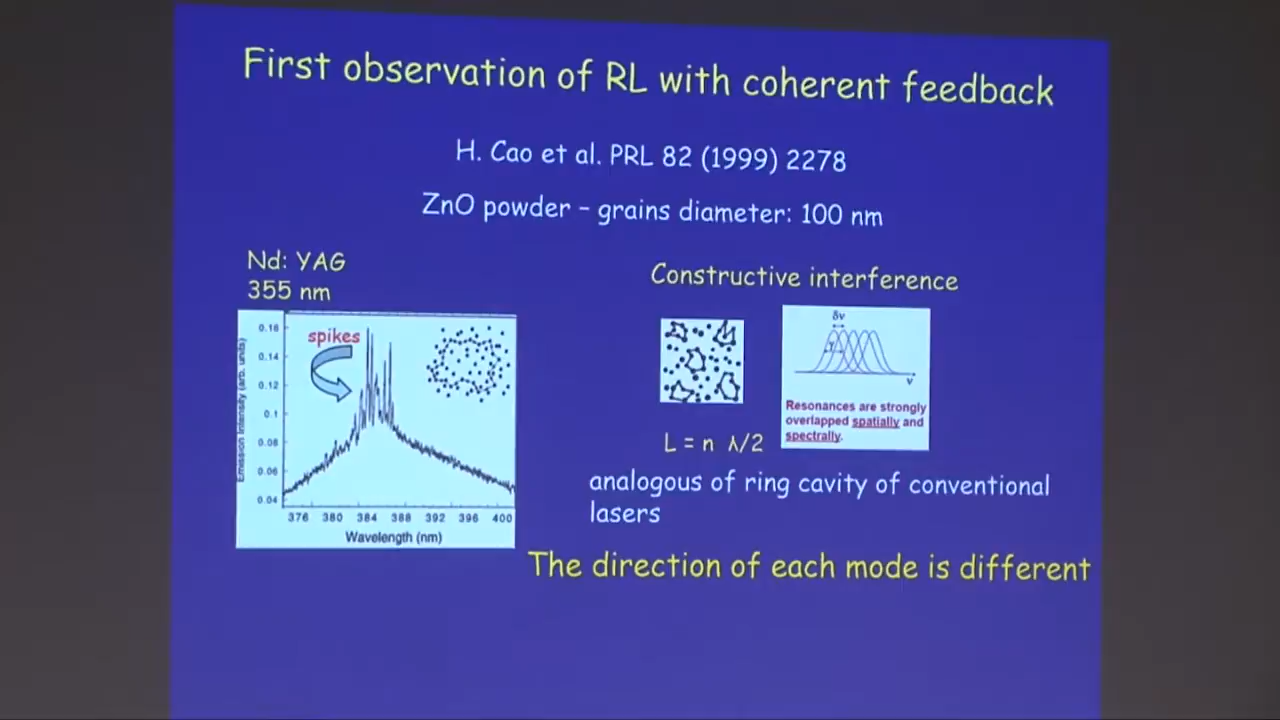 First observation of RL with coherent feedback
H. Cao et al. PRL 82 (1999) 2278
ZnO powder – grains diameter: 100 nm
Nd: YAG
355 nm
Constructive interference
spikes
Emission Intensity (arb. units)
0.16
0.14
0.12
0.1
0.08
0.06
0.04
376 380 384 388 392 396 400
Wavelength (nm)
δν
γ
ν
Resonances are strongly
overlapped spatially and
spectrally.
L = n λ/2
analogous of ring cavity of conventional
lasers
The direction of each mode is different